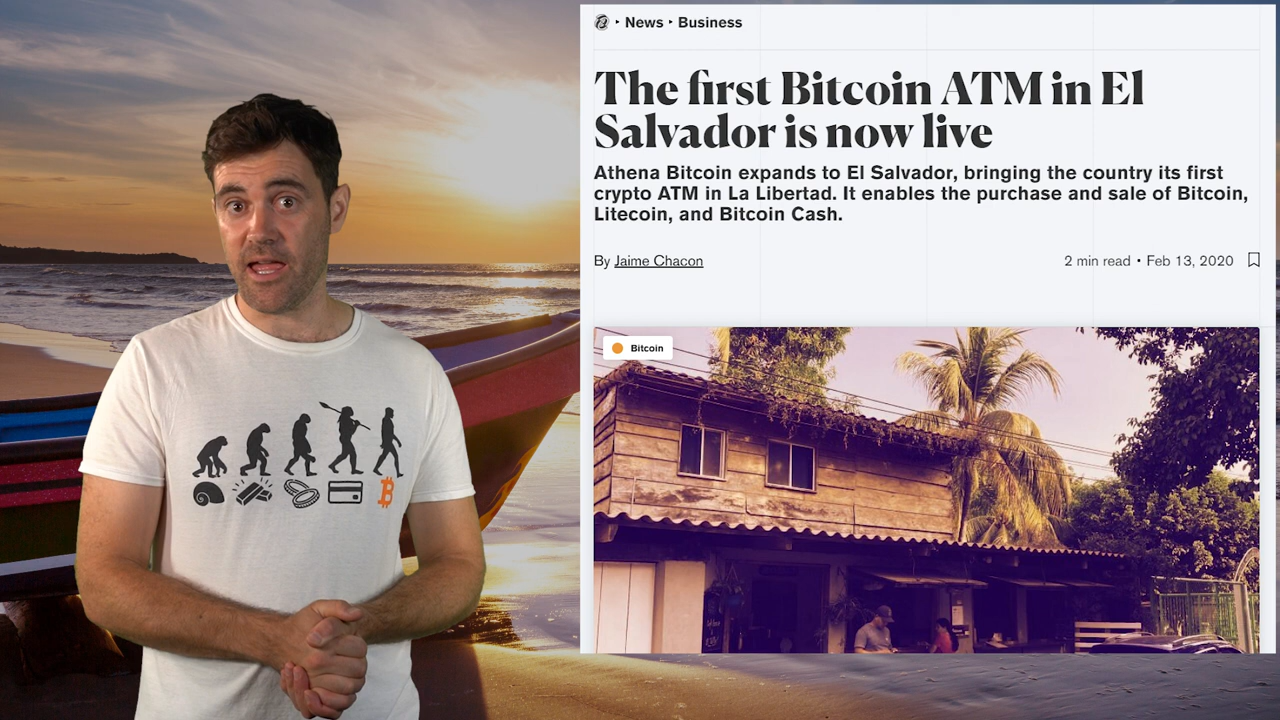 News ‣ Business
The first Bitcoin ATM in El
Salvador is now live
Athena Bitcoin expands to El Salvador, bringing the country its first
crypto ATM in La Libertad. It enables the purchase and sale of Bitcoin,
Litecoin, and Bitcoin Cash.
By Jaime Chacon
2 min read • Feb 13, 2020
Bitcoin